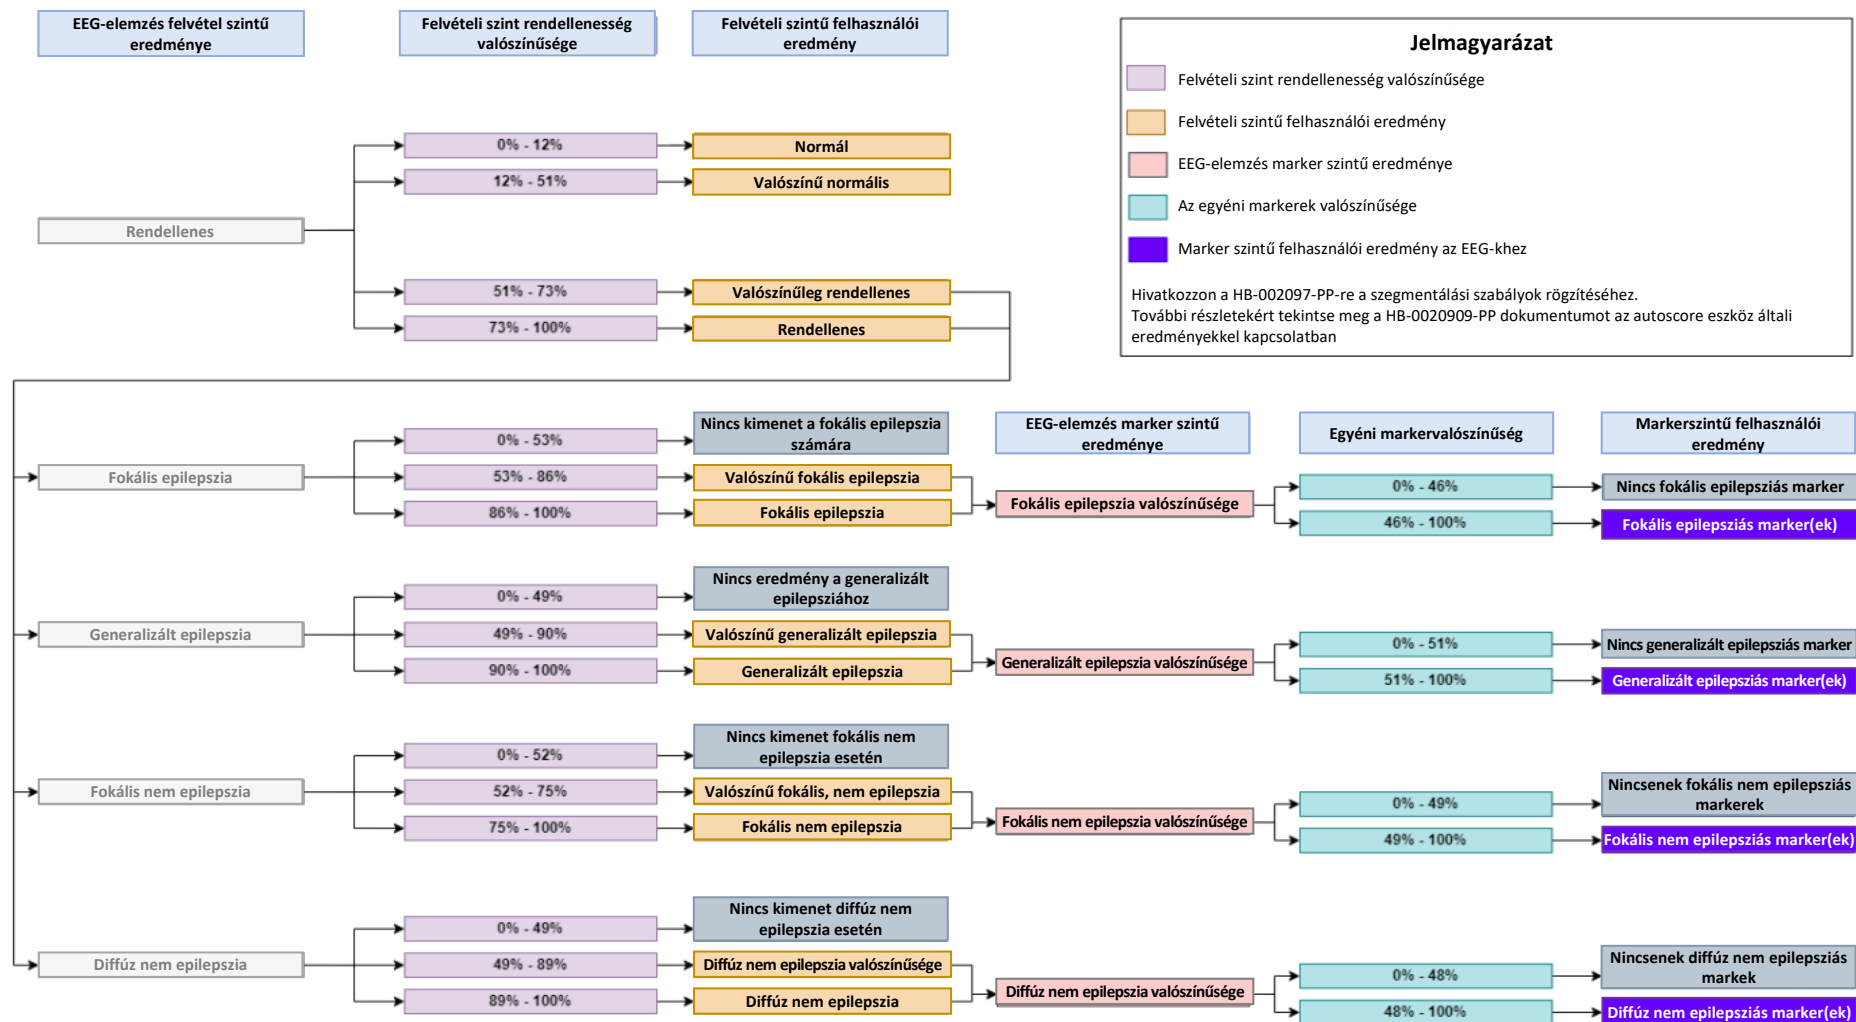 EEG-elemzés felvétel szintű
eredménye
Felvételi szint rendellenesség
valószínűsége
Felvételi szintű felhasználói
eredmény
Jelmagyarázat
Felvételi szint rendellenesség valószínűsége
Felvételi szintű felhasználói eredmény
EEG-elemzés marker szintű eredménye
Az egyéni markerek valószínűsége
Marker szintű felhasználói eredmény az EEG-khez
Hivatkozzon a HB-002097-PP-re a szegmentálási szabályok rögzítéséhez.
További részletekért tekintse meg a HB-0020909-PP dokumentumot az autoscore eszköz általi
eredményekkel kapcsolatban
Rendellenes
0% - 12%
Normál
12% - 51%
Valószínű normális
51% - 73%
Valószínűleg rendellenes
73% - 100%
Rendellenes
EEG-elemzés marker szintű
eredménye
Egyéni markervalószínűség
Markerszintű felhasználói
eredmény
Fokális epilepszia
0% - 53%
Nincs kimenet a fokális epilepszia
számára
53% - 86%
Valószínű fokális epilepszia
86% - 100%
Fokális epilepszia
Fokális epilepszia valószínűsége
0% - 46%
Nincs fokális epilepsziás marker
46% - 100%
Fokális epilepsziás marker(ek)
Generalizált epilepszia
0% - 49%
Nincs eredmény a generalizált
epilepsziához
49% - 90%
Valószínű generalizált epilepszia
90% - 100%
Generalizált epilepszia
Generalizált epilepszia valószínűsége
0% - 51%
Nincs generalizált epilepsziás marker
51% - 100%
Generalizált epilepsziás marker(ek)
Fokális nem epilepszia
0% - 52%
Nincs kimenet fokális nem
epilepszia esetén
52% - 75%
Valószínű fokális, nem epilepszia
75% - 100%
Fokális nem epilepszia
Fokális nem epilepszia valószínűsége
0% - 49%
Nincsenek fokális nem epilepsziás
markerek
49% - 100%
Fokális nem epilepsziás marker(ek)
Diffúz nem epilepszia
0% - 49%
Nincs kimenet diffúz nem
epilepszia esetén
49% - 89%
Diffúz nem epilepszia valószínűsége
89% - 100%
Diffúz nem epilepszia
Diffúz nem epilepszia valószínűsége
0% - 48%
Nincsenek diffúz nem epilepsziás
markek
48% - 100%
Diffúz nem epilepsziás marker(ek)